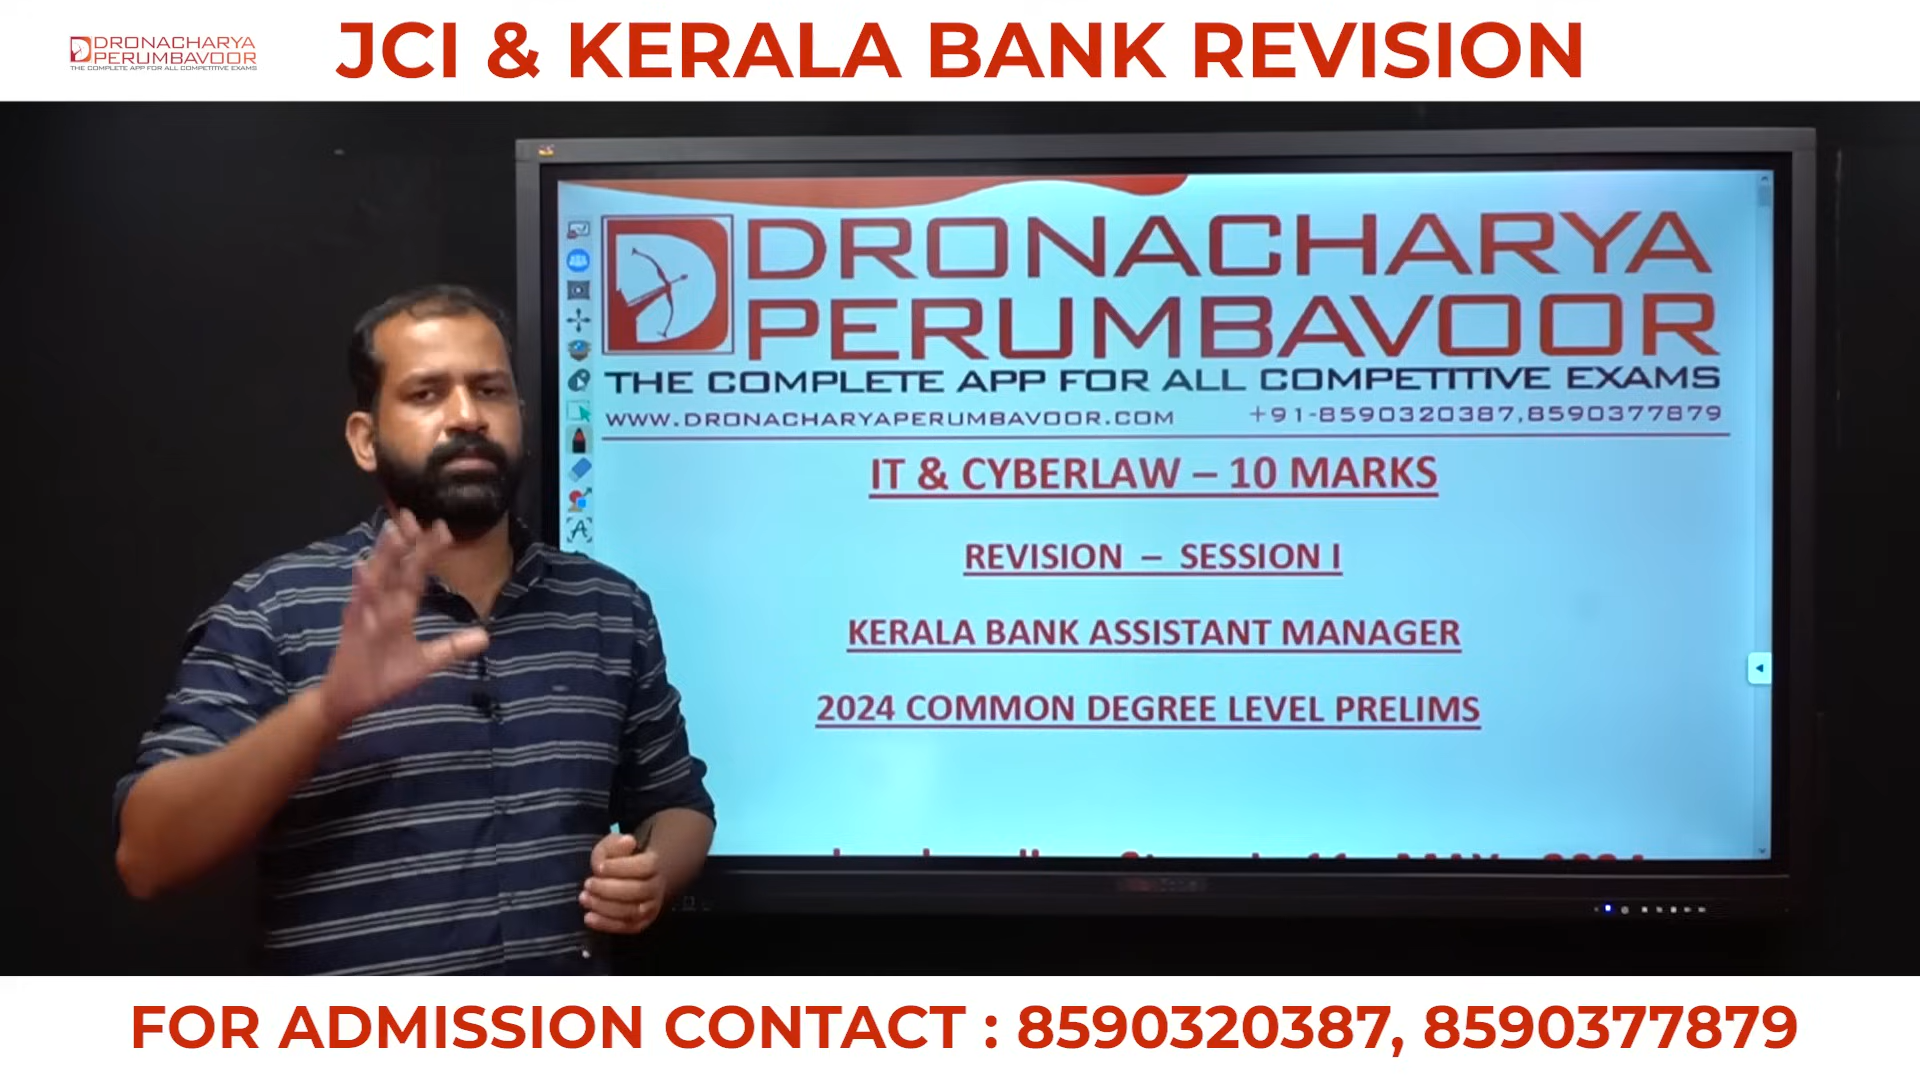 DRONACHARYA
PERUMBAVOOR
THE COMPLETE APP FOR ALL COMPETITIVE EXAMS
JCI & KERALA BANK REVISION
DRONACHARYA
PERUMBAVOOR
THE COMPLETE APP FOR ALL COMPETITIVE EXAMS
WWW.DRONACHARYAPERUMBAVOOR.COM +91-8590320387,8590377879
IT & CYBERLAW – 10 MARKS
REVISION – SESSION I
KERALA BANK ASSISTANT MANAGER
2024 COMMON DEGREE LEVEL PRELIMS
FOR ADMISSION CONTACT : 8590320387, 8590377879